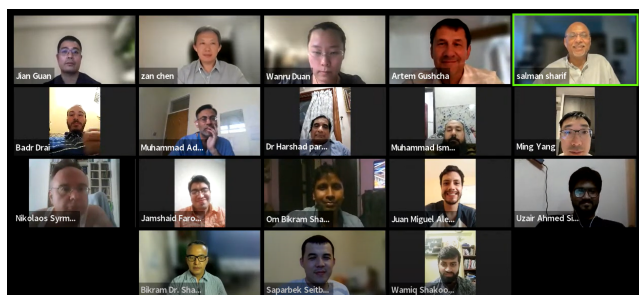 Jian Guan
zan chen
Wanru Duan
Artem Gushcha
salman sharif
Badr Drai
Muhammad Ad...
Dr Harshad par...
Muhammad Ism...
Ming Yang
Nikolaos Syrm...
Jamshaid Faro...
Om Bikram Sha...
Juan Miguel Ale...
Uzair Ahmed Si...
Bikram Dr. Sha...
Saparbek Seitb...
Wamiq Shakoo...